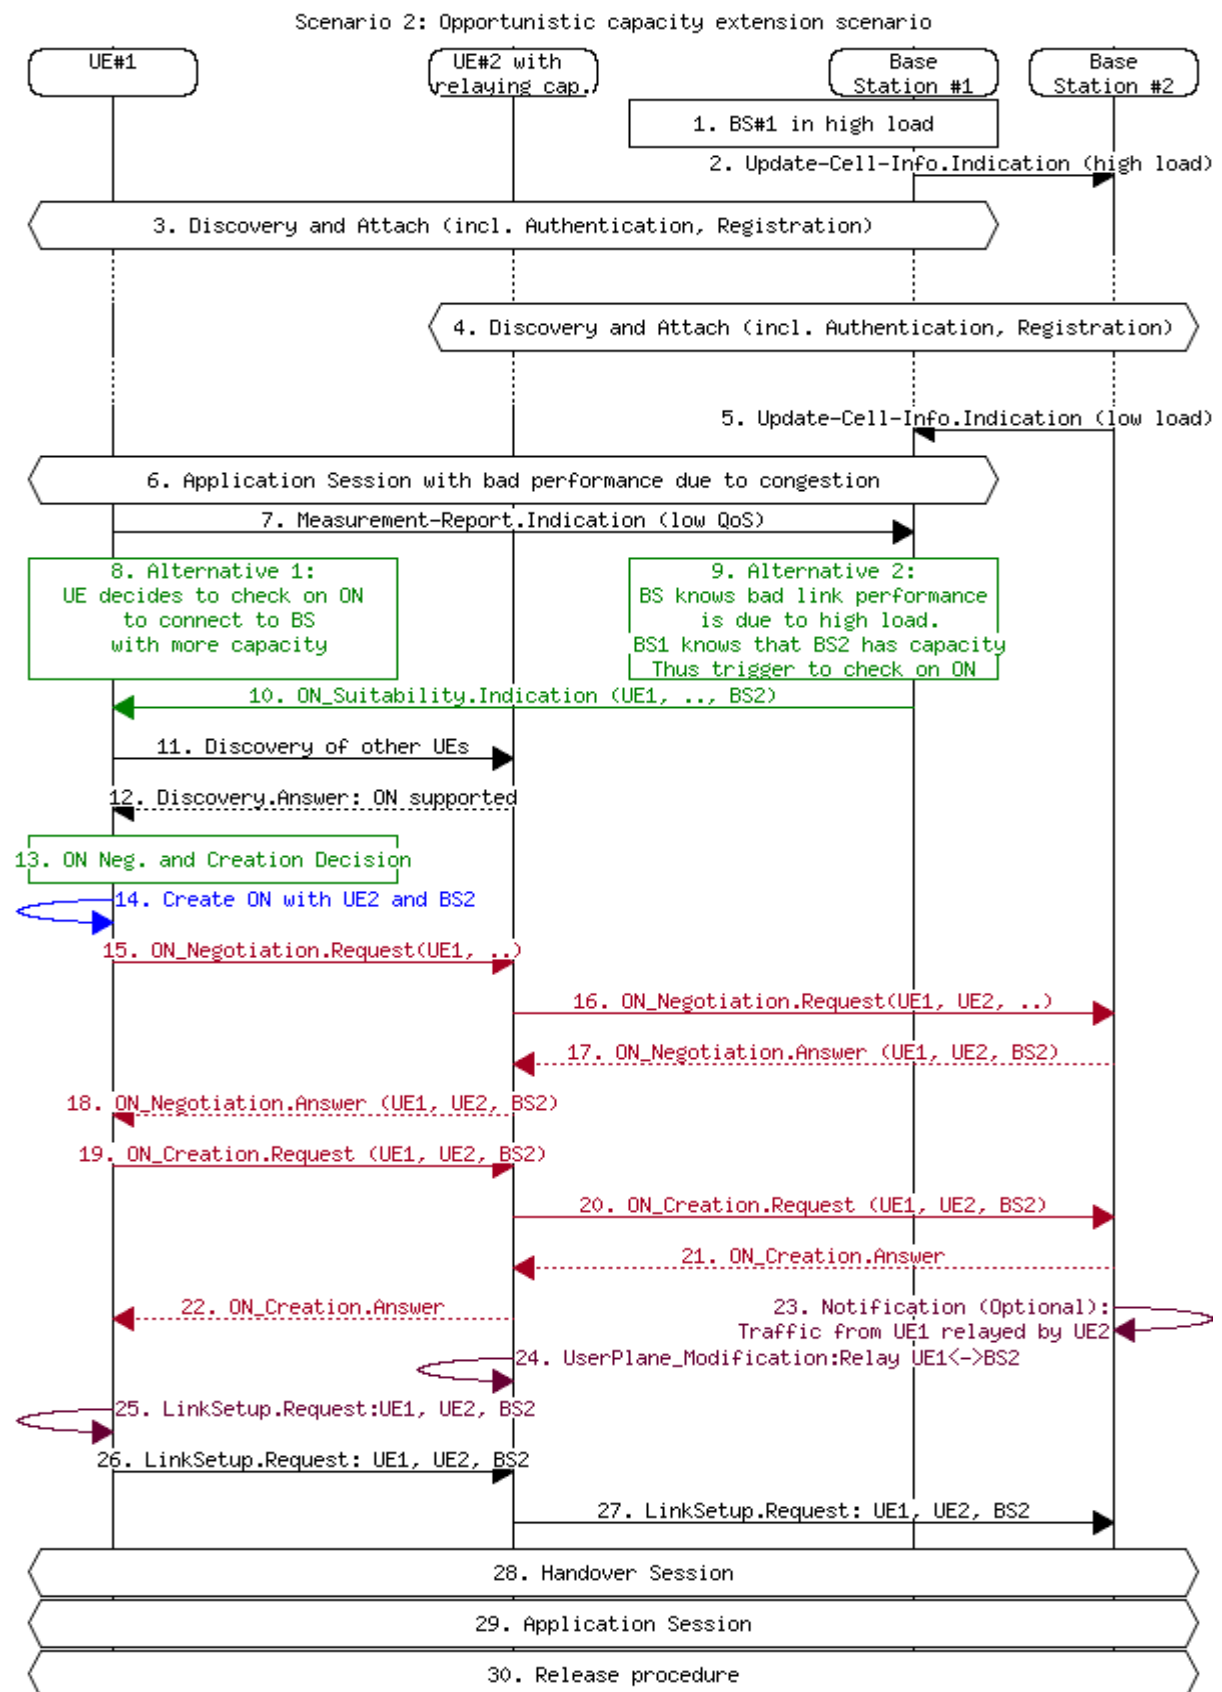 Scenario 2: Opportunistic capacity extension scenario
UE#1
UE#2 with
relaying cap.
Base
Station #1
Base
Station #2
1. BS#1 in high load
2. Update-Cell-Info.Indication (high load)
3. Discovery and Attach (incl. Authentication, Registration)
4. Discovery and Attach (incl. Authentication, Registration)
5. Update-Cell-Info.Indication (low load)
6. Application Session with bad performance due to congestion
7. Measurement-Report.Indication (low QoS)
8. Alternative 1:
UE decides to check on ON
to connect to BS
with more capacity
9. Alternative 2:
BS knows bad link performance
is due to high load.
BS1 knows that BS2 has capacity
Thus trigger to check on ON
10. ON_Suitability.Indication (UE1, .., BS2)
11. Discovery of other UEs
12. Discovery.Answer: ON supported
13. ON Neg. and Creation Decision
14. Create ON with UE2 and BS2
15. ON_Negotiation.Request(UE1, ..)
16. ON_Negotiation.Request(UE1, UE2, ..)
17. ON_Negotiation.Answer (UE1, UE2, BS2)
18. ON_Negotiation.Answer (UE1, UE2, BS2)
19. ON_Creation.Request (UE1, UE2, BS2)
20. ON_Creation.Request (UE1, UE2, BS2)
21. ON_Creation.Answer
22. ON_Creation.Answer
23. Notification (Optional):
Traffic from UE1 relayed by UE2
24. UserPlane_Modification:Relay UE1<->BS2
25. LinkSetup.Request:UE1, UE2, BS2
26. LinkSetup.Request: UE1, UE2, BS2
27. LinkSetup.Request: UE1, UE2, BS2
28. Handover Session
29. Application Session
30. Release procedure